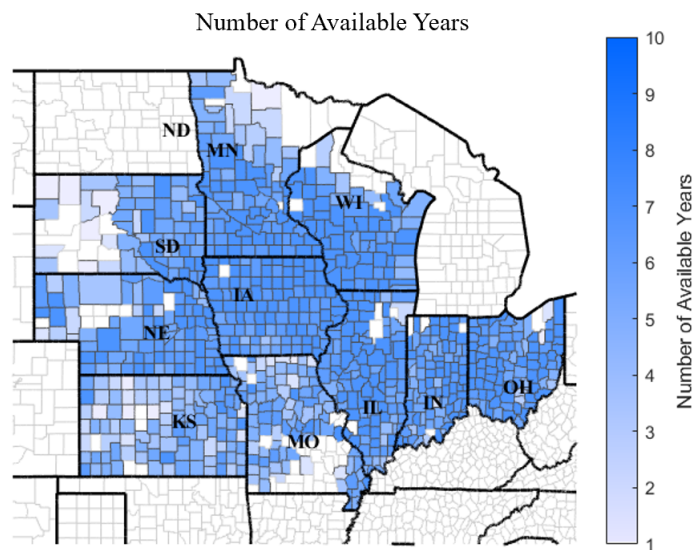 Number of Available Years
10
9
8
7
6
5
4
3
2
1
Number of Available Years
ND
MN
WI
SD
IA
NE
IL
IN
OH
KS
MO